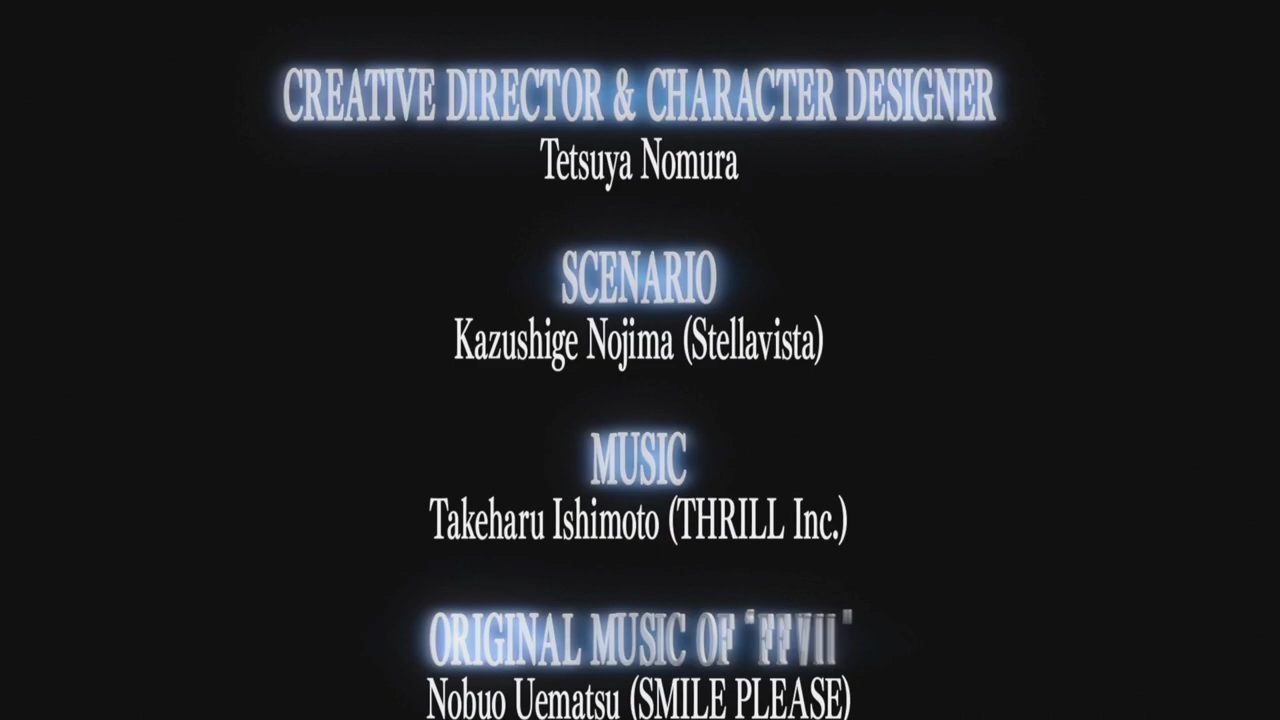 CREATIVE DIRECTOR & CHARACTER DESIGNER
Tetsuya Nomura
SCENARIO
Kazushige Nojima (Stellavista)
MUSIC
Takeharu Ishimoto (THRILL Inc.)
ORIGINAL MUSIC OF "FFVII"
Nobuo Uematsu (SMILE PLEASE)